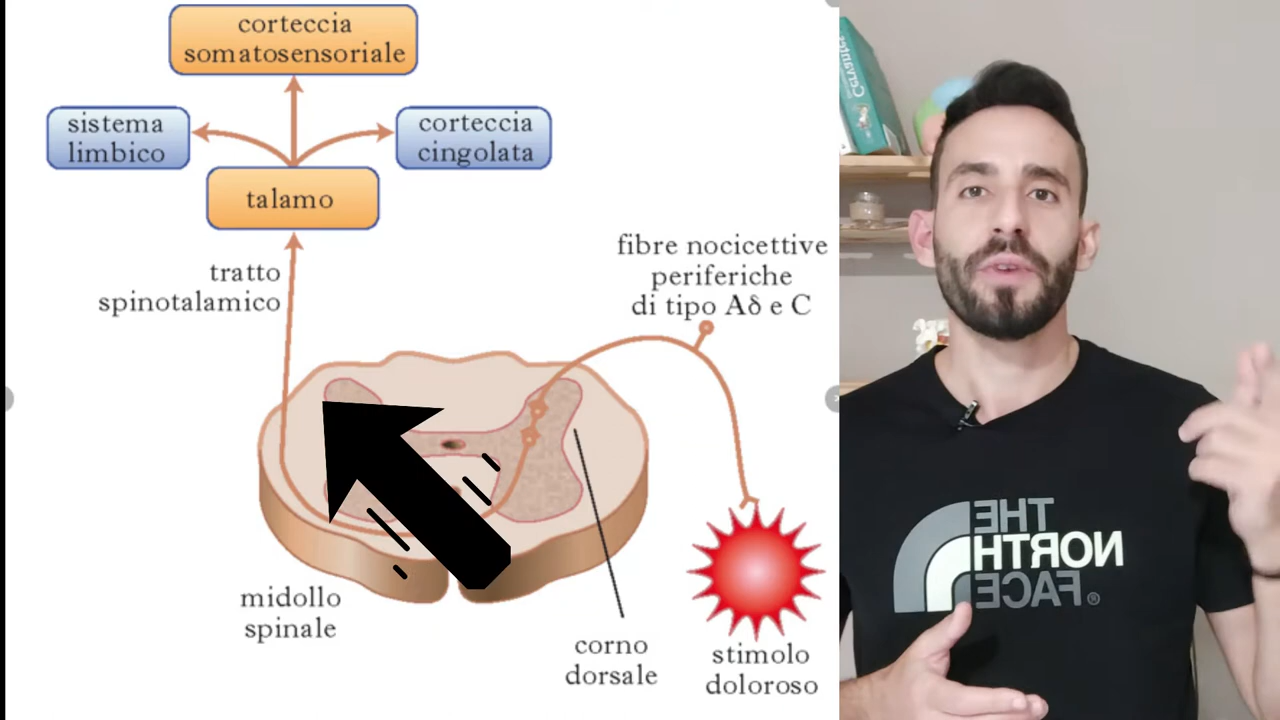 corteccia
somatosensoriale
sistema
limbico
corteccia
cingolata
talamo
fibre nocicettive
periferiche
di tipo Aδ e C
tratto
spinotalamico
midollo
spinale
corno
dorsale
stimolo
doloroso
Cervantes
THE
NORTH
FACE®